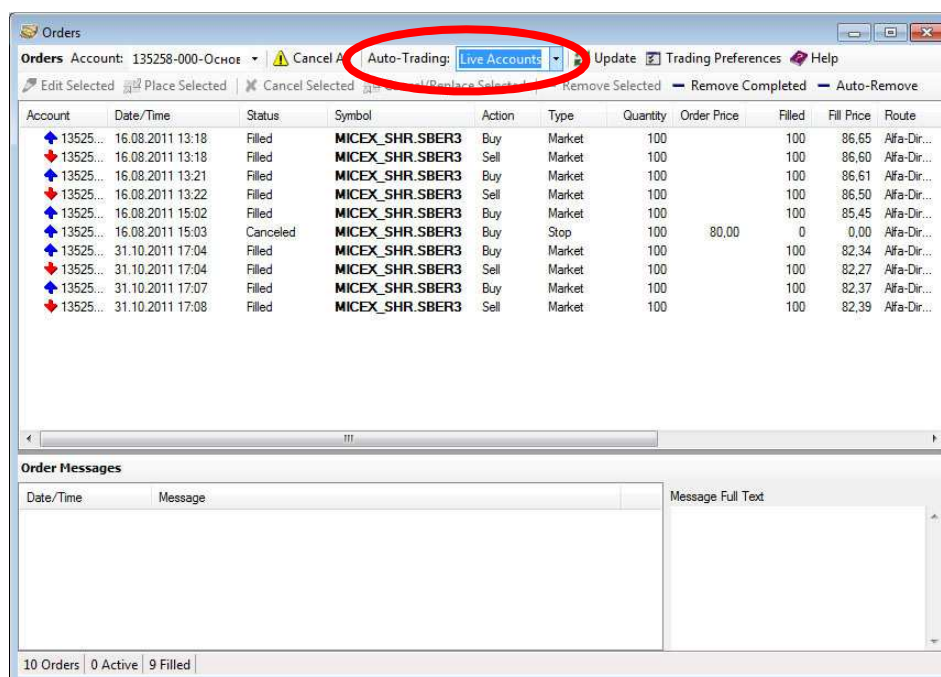 Orders
Orders Account: 135258-000-Осное Cancel A Auto-Trading: Live Accounts Update Trading Preferences Help
Edit Selected Place Selected Cancel Selected Cancel/Replace Selected Remove Selected Remove Completed Auto-Remove
Account Date/Time Status Symbol Action Type Quantity Order Price Filled Fill Price Route
13525... 16.08.2011 13:18 Filled MICEX_SHR.SBER3 Buy Market 100 100 86,65 Alfa-Dir...
13525... 16.08.2011 13:18 Filled MICEX_SHR.SBER3 Sell Market 100 100 86,60 Alfa-Dir...
13525... 16.08.2011 13:21 Filled MICEX_SHR.SBER3 Buy Market 100 100 86,61 Alfa-Dir...
13525... 16.08.2011 13:22 Filled MICEX_SHR.SBER3 Sell Market 100 100 86,50 Alfa-Dir...
13525... 16.08.2011 15:02 Filled MICEX_SHR.SBER3 Buy Market 100 100 85,45 Alfa-Dir...
13525... 16.08.2011 15:03 Canceled MICEX_SHR.SBER3 Buy Stop 100 80,00 0 0,00 Alfa-Dir...
13525... 31.10.2011 17:04 Filled MICEX_SHR.SBER3 Buy Market 100 100 82,34 Alfa-Dir...
13525... 31.10.2011 17:04 Filled MICEX_SHR.SBER3 Sell Market 100 100 82,27 Alfa-Dir...
13525... 31.10.2011 17:07 Filled MICEX_SHR.SBER3 Buy Market 100 100 82,37 Alfa-Dir...
13525... 31.10.2011 17:08 Filled MICEX_SHR.SBER3 Sell Market 100 100 82,39 Alfa-Dir...
Order Messages
Date/Time Message Message Full Text
10 Orders 0 Active 9 Filled